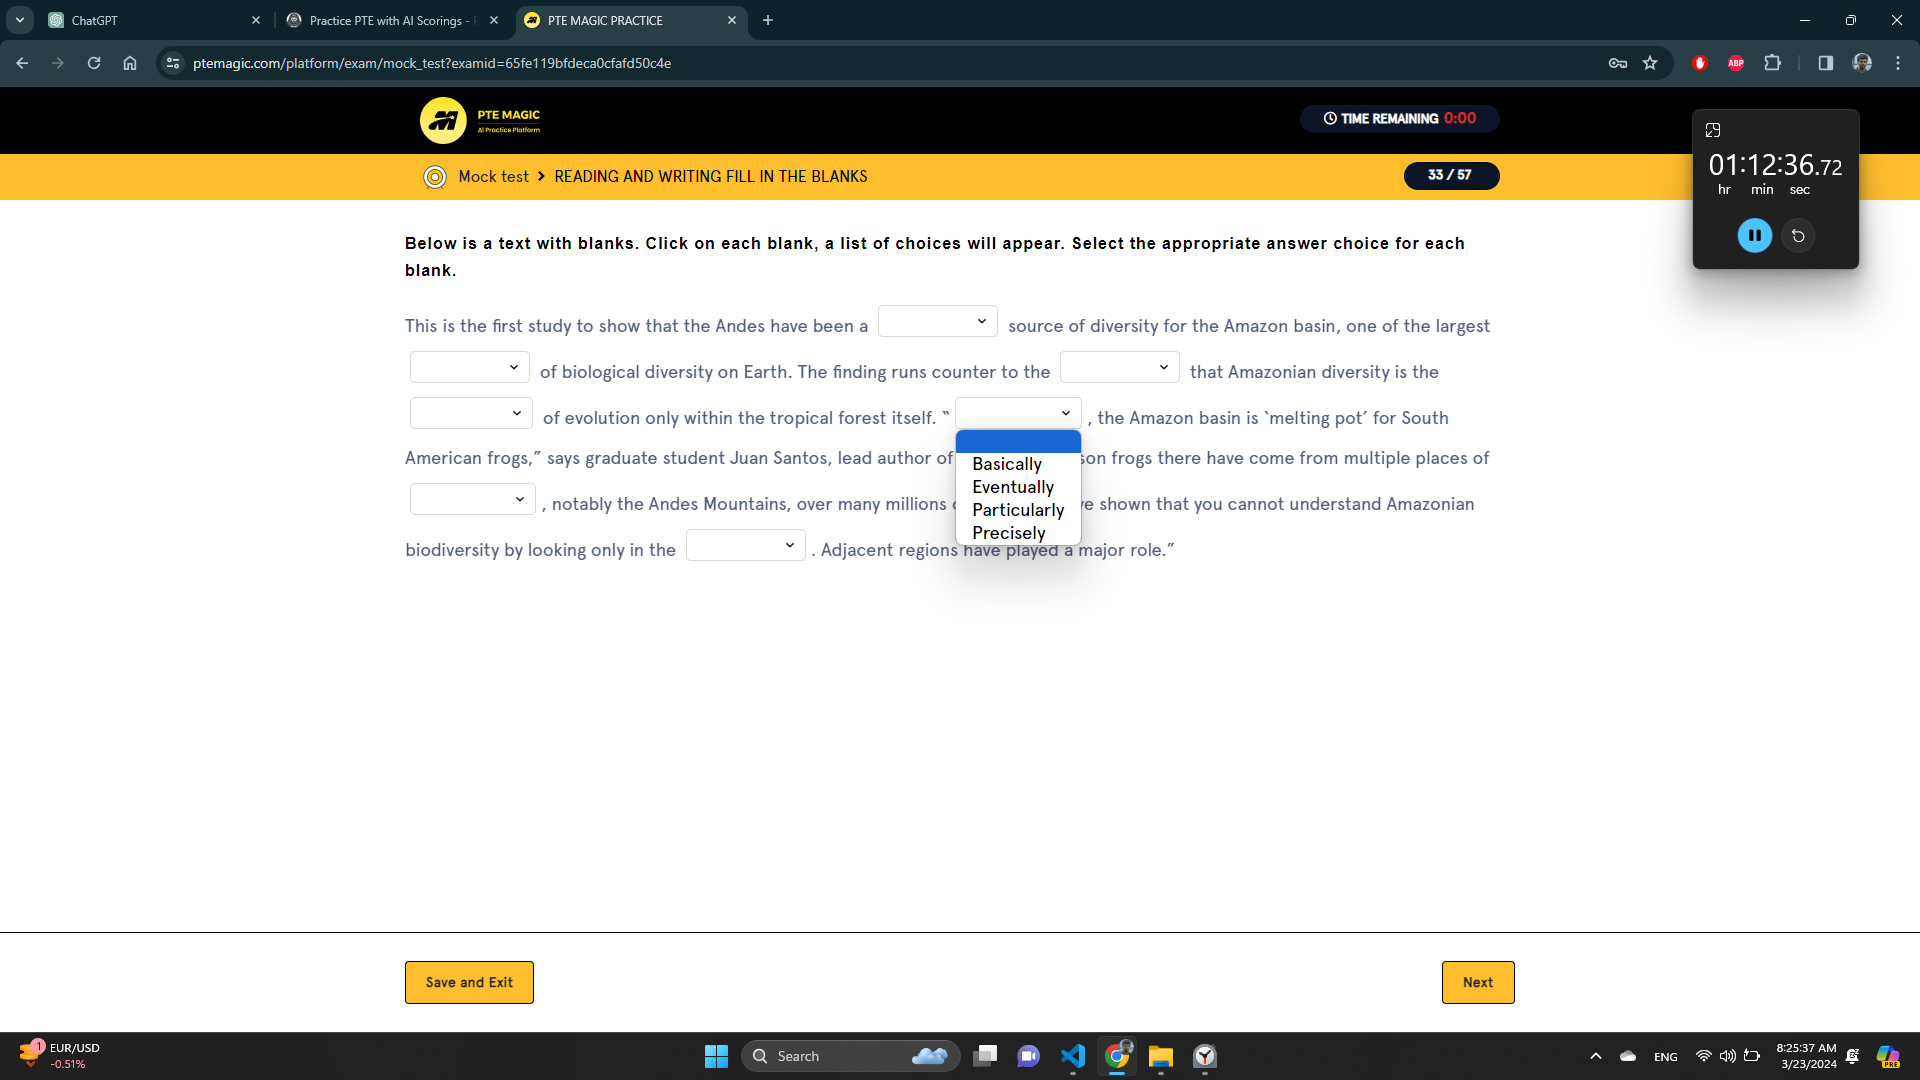 ChatGPT
Practice PTE with AI Scorings -
PTE MAGIC PRACTICE
ptemagic.com/platform/exam/mock_test?examid=65fe119bfdeca0cfafd50c4e
ABP
PTE MAGIC
AI Practice Platform
TIME REMAINING 0:00
Mock test > READING AND WRITING FILL IN THE BLANKS
33 / 57
01:12:36.72
hr min sec
Below is a text with blanks. Click on each blank, a list of choices will appear. Select the appropriate answer choice for each
blank.
This is the first study to show that the Andes have been a source of diversity for the Amazon basin, one of the largest
of biological diversity on Earth. The finding runs counter to the that Amazonian diversity is the
of evolution only within the tropical forest itself. “ , the Amazon basin is ‘melting pot’ for South
American frogs,” says graduate student Juan Santos, lead author of son frogs there have come from multiple places of
, notably the Andes Mountains, over many millions ve shown that you cannot understand Amazonian
biodiversity by looking only in the . Adjacent regions have played a major role.”
Basically
Eventually
Particularly
Precisely
Save and Exit
Next
1
EUR/USD
-0.51%
Search
ENG
8:25:37 AM
3/23/2024
PRE